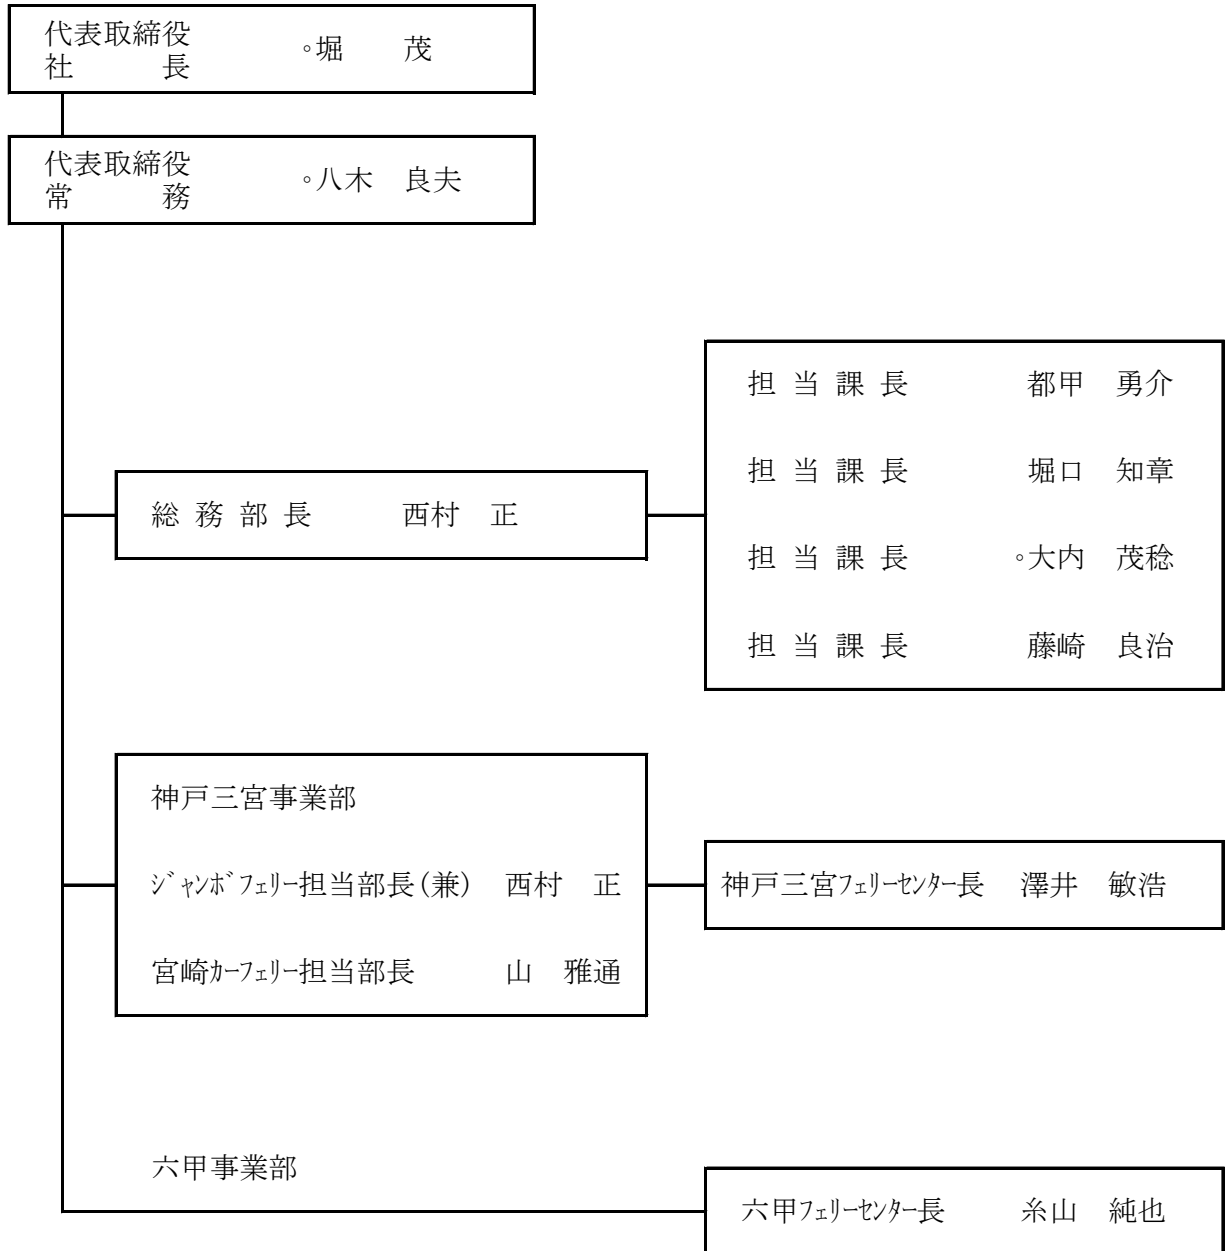 代表取締役
社　　　長　　　　◦堀　　茂
代表取締役
常　　　務　　　　◦八木　良夫
担 当 課 長　　　都甲　勇介
担 当 課 長　　　堀口　知章
総 務 部 長　　　西村　正
担 当 課 長　　　◦大内　茂稔
担 当 課 長　　　藤崎　良治
神戸三宮事業部
ｼﾞｬﾝﾎﾞﾌｪﾘｰ担当部長(兼)　西村　正
神戸三宮ﾌｪﾘｰｾﾝﾀｰ長　澤井　敏浩
宮崎ｶｰﾌｪﾘｰ担当部長　　　山　雅通
六甲事業部
六甲ﾌｪﾘｰｾﾝﾀｰ長　　　糸山　純也